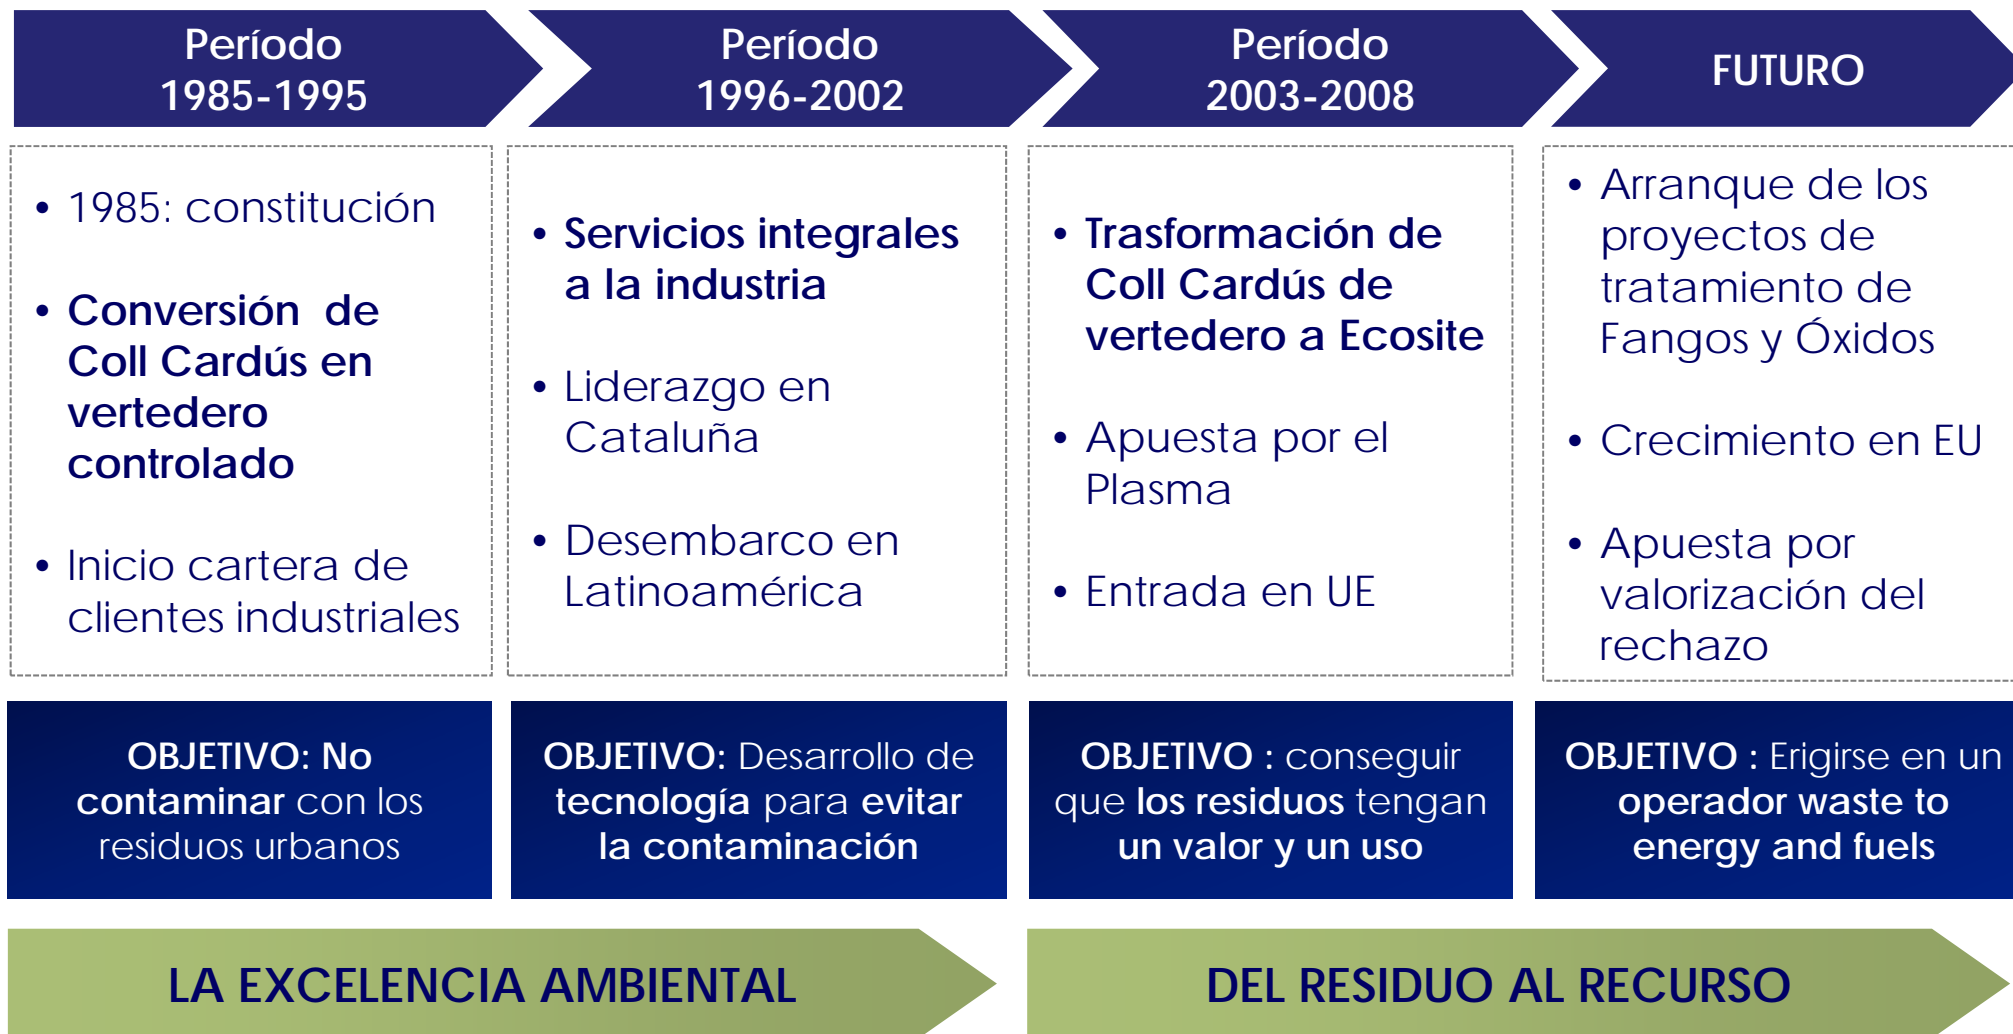 Período
1985-1995
Período
1996-2002
Período
2003-2008
FUTURO
• 1985: constitución
• Conversión de
Coll Cardús en
vertedero
controlado
• Inicio cartera de
clientes industriales
• Servicios integrales
a la industria
• Liderazgo en
Cataluña
• Desembarco en
Latinoamérica
• Trasformación de
Coll Cardús de
vertedero a Ecosite
• Apuesta por el
Plasma
• Entrada en UE
• Arranque de los
proyectos de
tratamiento de
Fangos y Óxidos
• Crecimiento en EU
• Apuesta por
valorización del
rechazo
OBJETIVO: No
contaminar con los
residuos urbanos
OBJETIVO: Desarrollo de
tecnología para evitar
la contaminación
OBJETIVO : conseguir
que los residuos tengan
un valor y un uso
OBJETIVO : Erigirse en un
operador waste to
energy and fuels
LA EXCELENCIA AMBIENTAL
DEL RESIDUO AL RECURSO